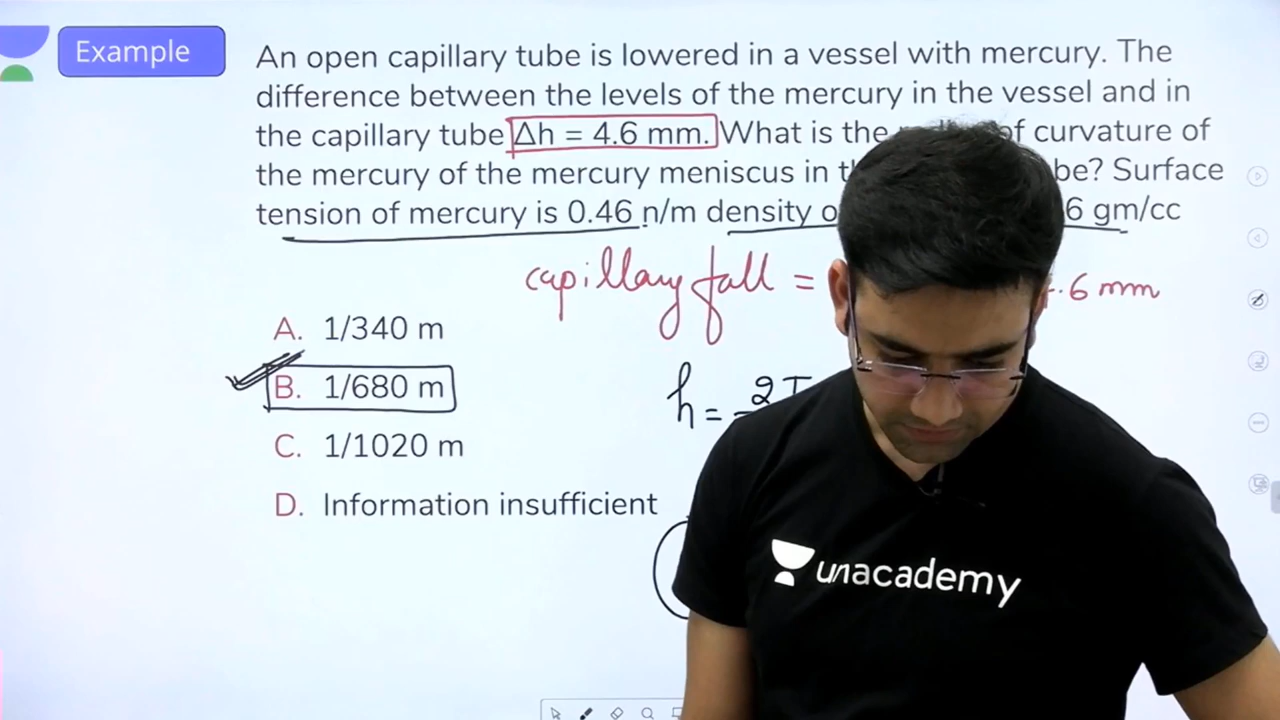 Example
An open capillary tube is lowered in a vessel with mercury. The
difference between the levels of the mercury in the vessel and in
the capillary tube Δh = 4.6 mm. What is the of curvature of
the mercury of the mercury meniscus in be? Surface
tension of mercury is 0.46 n/m density 6 gm/cc
capillary fall = .6 mm
A. 1/340 m
B. 1/680 m
h = 2T
C. 1/1020 m
D. Information insufficient
unacademy